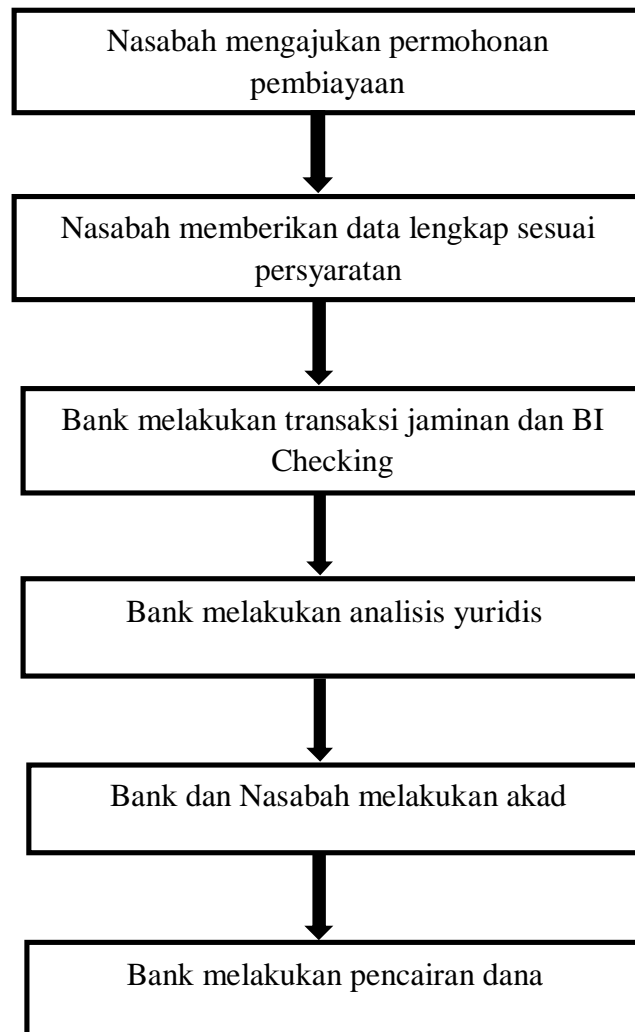 Nasabah mengajukan permohonan
pembiayaan
Nasabah memberikan data lengkap sesuai
persyaratan
Bank melakukan transaksi jaminan dan BI
Checking
Bank melakukan analisis yuridis
Bank dan Nasabah melakukan akad
Bank melakukan pencairan dana